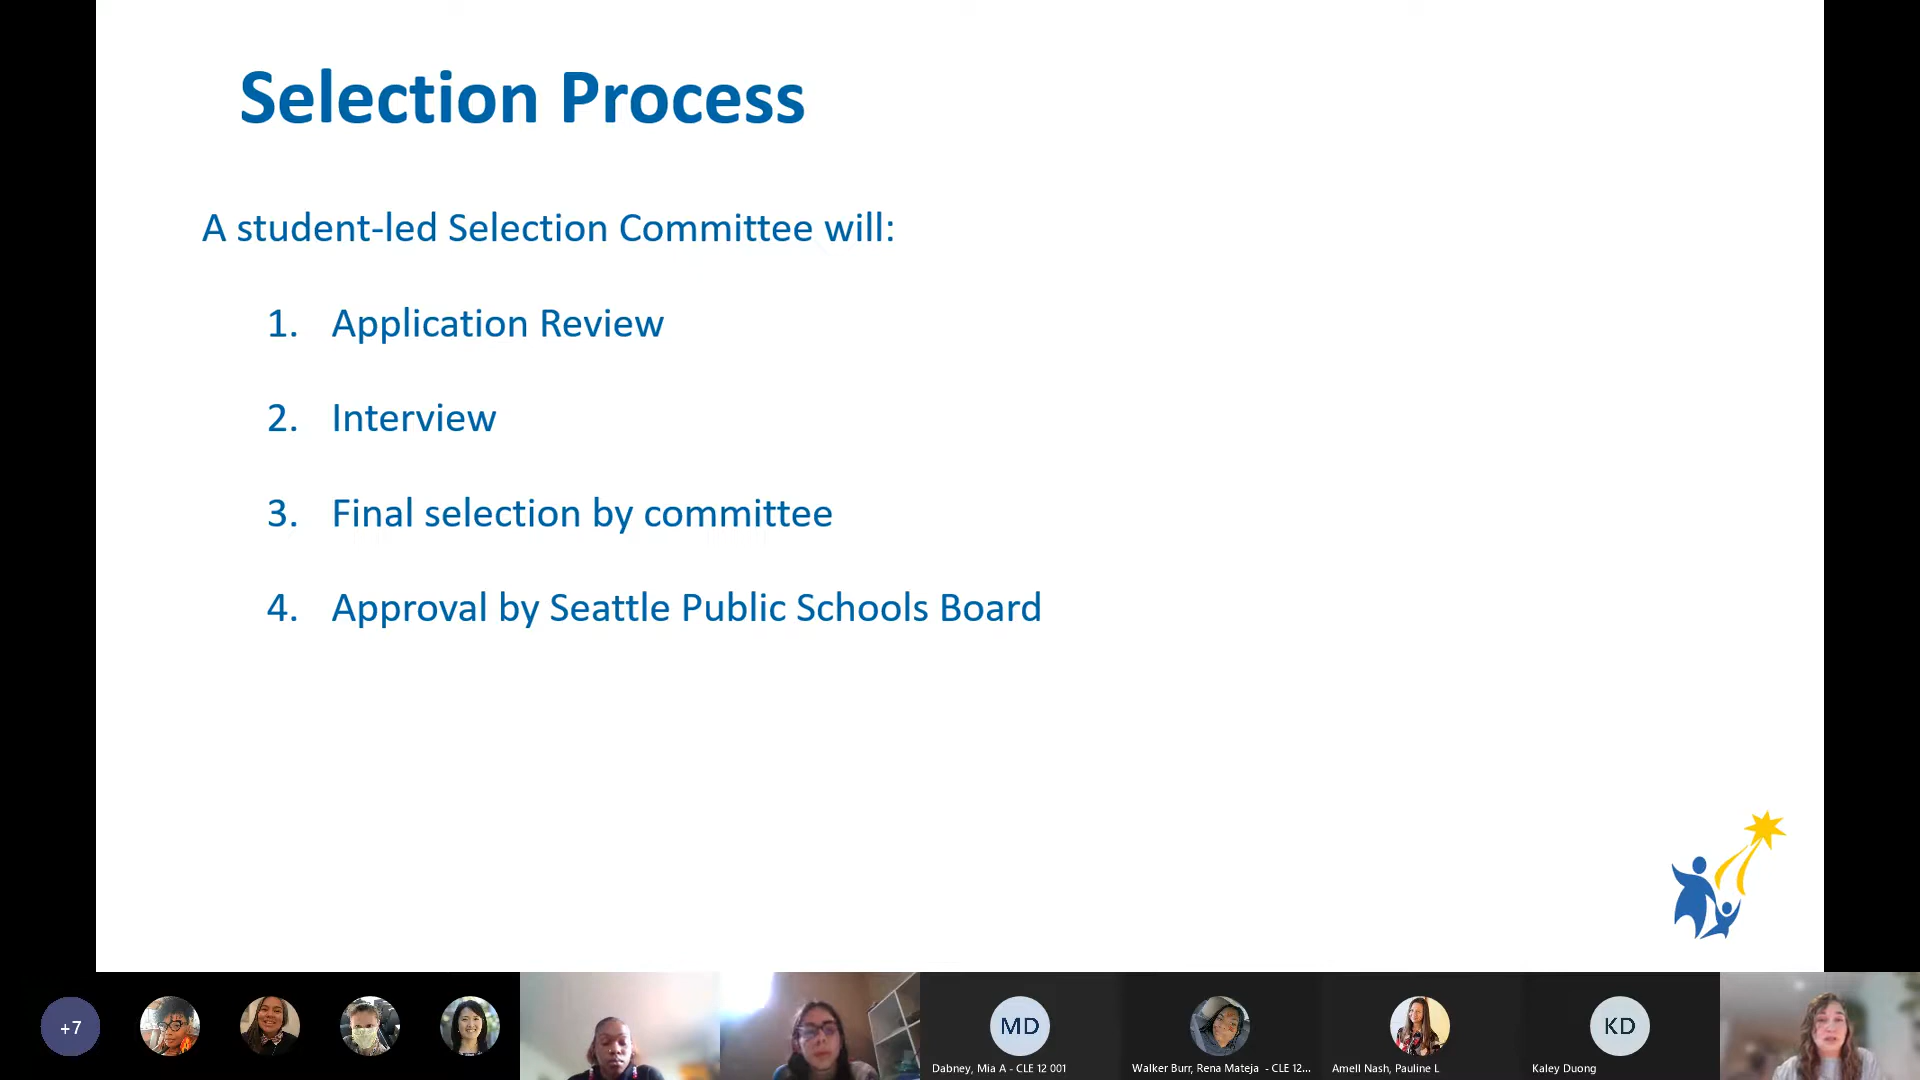 Selection Process
A student-led Selection Committee will:
1. Application Review
2. Interview
3. Final selection by committee
4. Approval by Seattle Public Schools Board
+7
MD
KD
Dabney, Mia A - CLE 12 001
Walker Burr, Rena Mateja - CLE 12...
Amell Nash, Pauline L
Kaley Duong